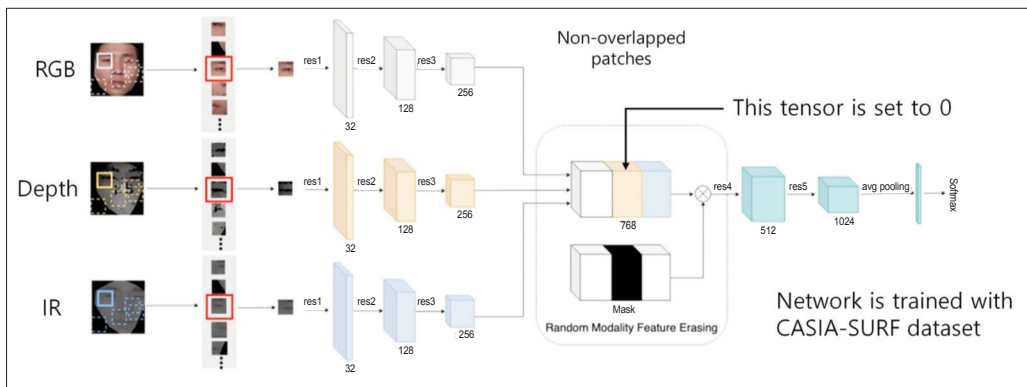 Non-overlapped
patches
RGB
res1
res2
res3
32
128
256
This tensor is set to 0
Depth
res1
res2
res3
32
128
256
768
res4
512
res5
1024
avg pooling
Softmax
Mask
Random Modality Feature Erasing
IR
res1
res2
res3
32
128
256
Network is trained with
CASIA-SURF dataset